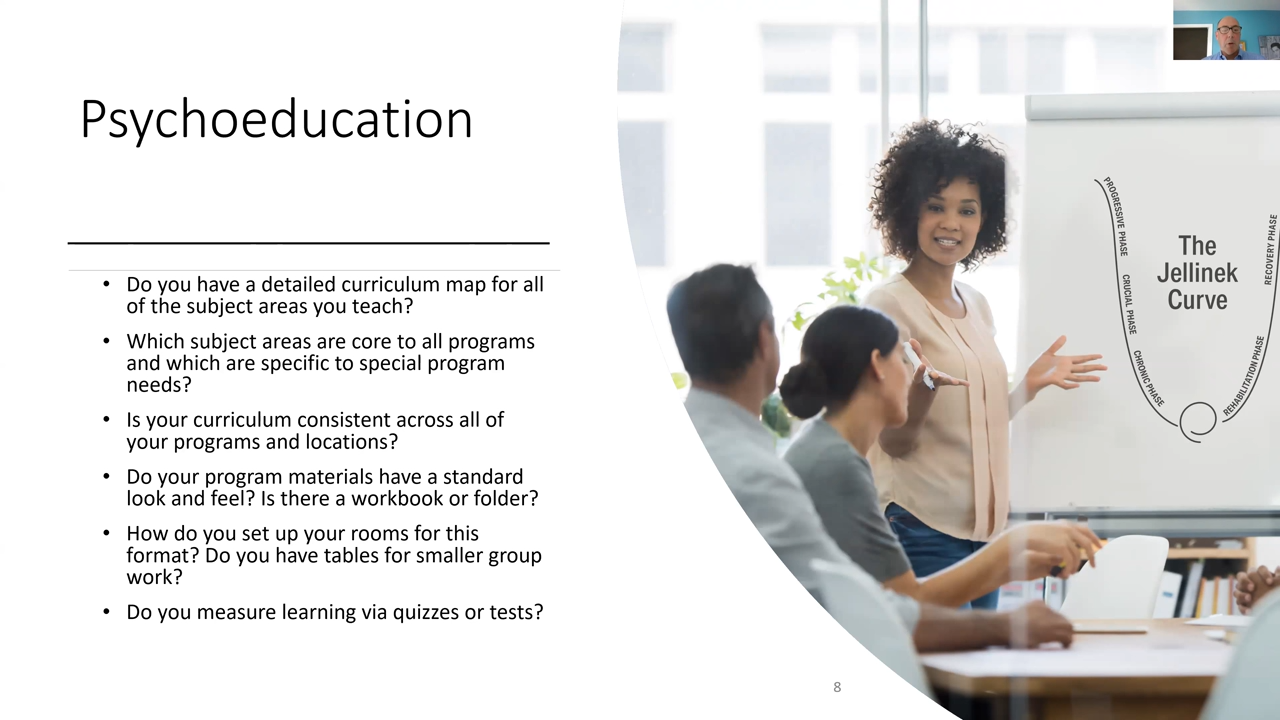 Psychoeducation
• Do you have a detailed curriculum map for all
of the subject areas you teach?
• Which subject areas are core to all programs
and which are specific to special program
needs?
• Is your curriculum consistent across all of
your programs and locations?
• Do your program materials have a standard
look and feel? Is there a workbook or folder?
• How do you set up your rooms for this
format? Do you have tables for smaller group
work?
• Do you measure learning via quizzes or tests?
The
Jellinek
Curve
PROGRESSIVE PHASE
CRUCIAL PHASE
CHRONIC PHASE
REHABILITATION PHASE
RECOVERY PHASE
8